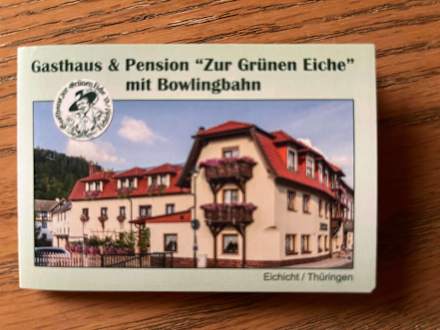 Gasthaus & Pension "Zur Grünen Eiche"
mit Bowlingbahn
Eichicht / Thüringen